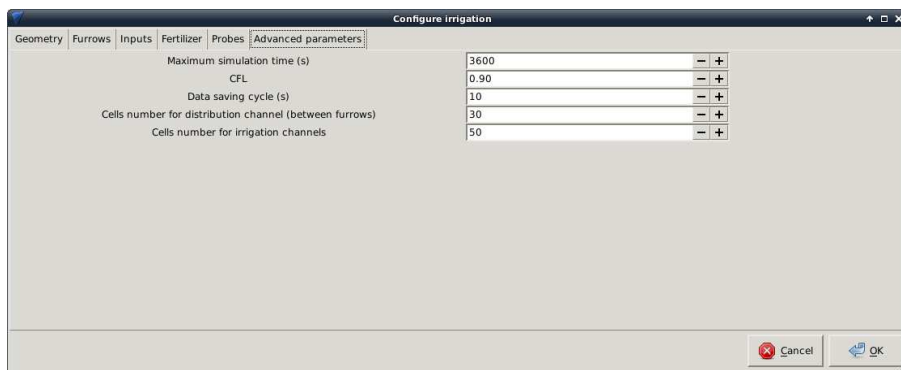 Configure irrigation
Geometry Furrows Inputs Fertilizer Probes Advanced parameters
Maximum simulation time (s) 3600
CFL 0.90
Data saving cycle (s) 10
Cells number for distribution channel (between furrows) 30
Cells number for irrigation channels 50
Cancel OK